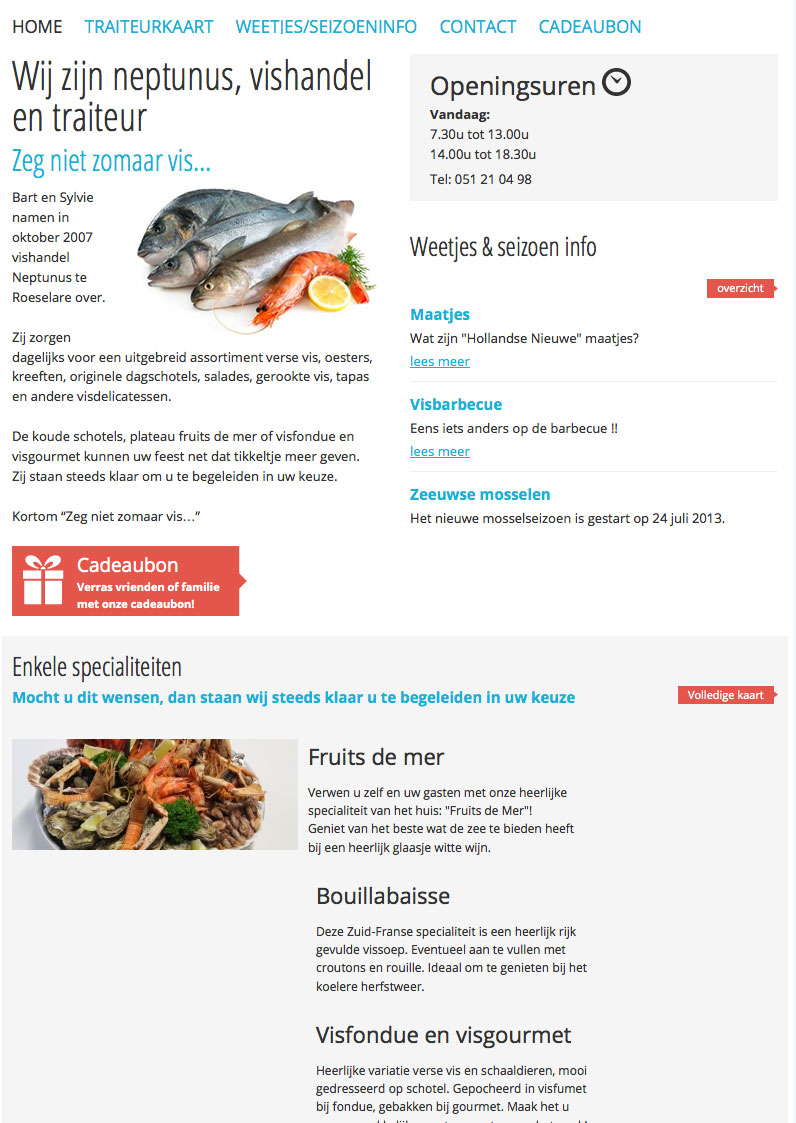 HOME TRAITEURKAART WEETJES/SEIZOENINFO CONTACT CADEAUBON
Wij zijn neptunus, vishandel
en traiteur
Zeg niet zomaar vis...
Bart en Sylvie
namen in
oktober 2007
vishandel
Neptunus te
Roeselare over.
Zij zorgen
dagelijks voor een uitgebreid assortiment verse vis, oesters,
kreeften, originele dagschotels, salades, gerookte vis, tapas
en andere visdelicatessen.
De koude schotels, plateau fruits de mer of visfondue en
visgourmet kunnen uw feest net dat tikkeltje meer geven.
Zij staan steeds klaar om u te begeleiden in uw keuze.
Kortom “Zeg niet zomaar vis…“
Cadeaubon
Verras vrienden of familie
met onze cadeaubon!
Openingsuren
Vandaag:
7.30u tot 13.00u
14.00u tot 18.30u
Tel: 051 21 04 98
Weetjes & seizoen info
overzicht
Maatjes
Wat zijn "Hollandse Nieuwe" maatjes?
lees meer
Visbarbecue
Eens iets anders op de barbecue !!
lees meer
Zeeuwse mosselen
Het nieuwe mosselseizoen is gestart op 24 juli 2013.
Enkele specialiteiten
Mocht u dit wensen, dan staan wij steeds klaar u te begeleiden in uw keuze
Volledige kaart
Fruits de mer
Verwen u zelf en uw gasten met onze heerlijke
specialiteit van het huis: "Fruits de Mer"!
Geniet van het beste wat de zee te bieden heeft
bij een heerlijk glaasje witte wijn.
Bouillabaisse
Deze Zuid-Franse specialiteit is een heerlijk rijk
gevulde vissoep. Eventueel aan te vullen met
croutons en rouille. Ideaal om te genieten bij het
koelere herfstweer.
Visfondue en visgourmet
Heerlijke variatie verse vis en schaaldieren, mooi
gedresseerd op schotel. Gepocheerd in visfumet
bij fondue, gebakken bij gourmet. Maak het u